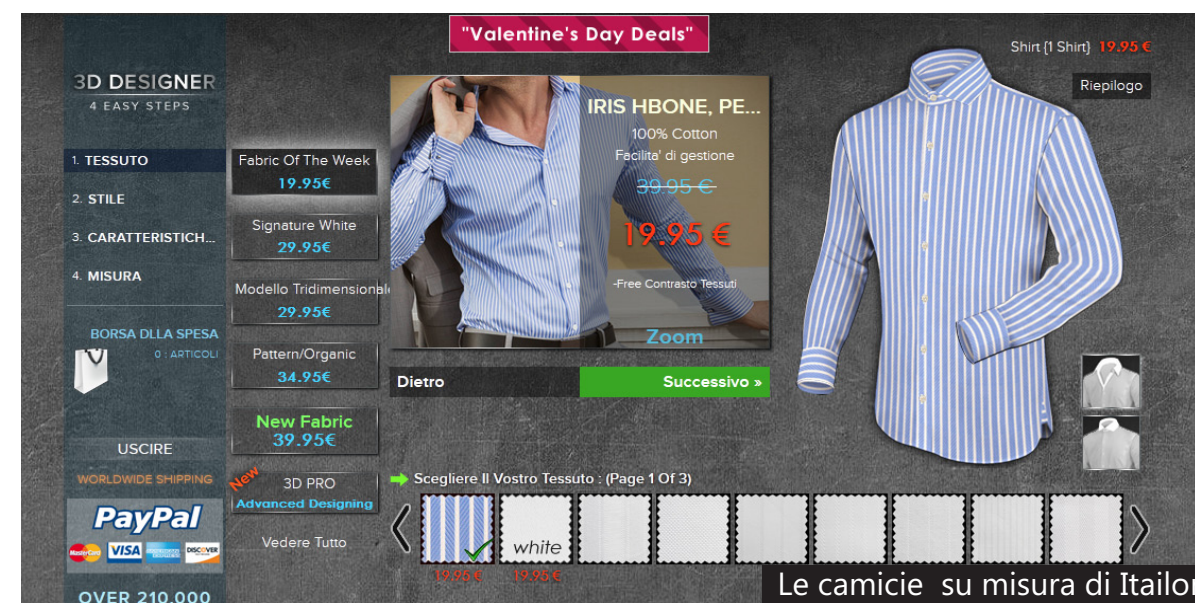 "Valentine's Day Deals"
Shirt {1 Shirt} 19.95 €
Riepilogo
3D DESIGNER
4 EASY STEPS
1. TESSUTO
2. STILE
3. CARATTERISTICH...
4. MISURA
BORSA DLLA SPESA
0 : ARTICOLI
USCIRE
WORLDWIDE SHIPPING
PayPal
MasterCard VISA DISCOVER
OVER 210.000
Fabric Of The Week
19.95€
Signature White
29.95€
Modello Tridimensionale
29.95€
Pattern/Organic
34.95€
New Fabric
39.95€
New
3D PRO
Advanced Designing
Vedere Tutto
IRIS HBONE, PE...
100% Cotton
Facilita' di gestione
39.95 €
19.95 €
-Free Contrasto Tessuti
Zoom
Dietro
Successivo »
Scegliere Il Vostro Tessuto : (Page 1 Of 3)
white
19.95 € 19.95 €
Le camicie su misura di Itailor